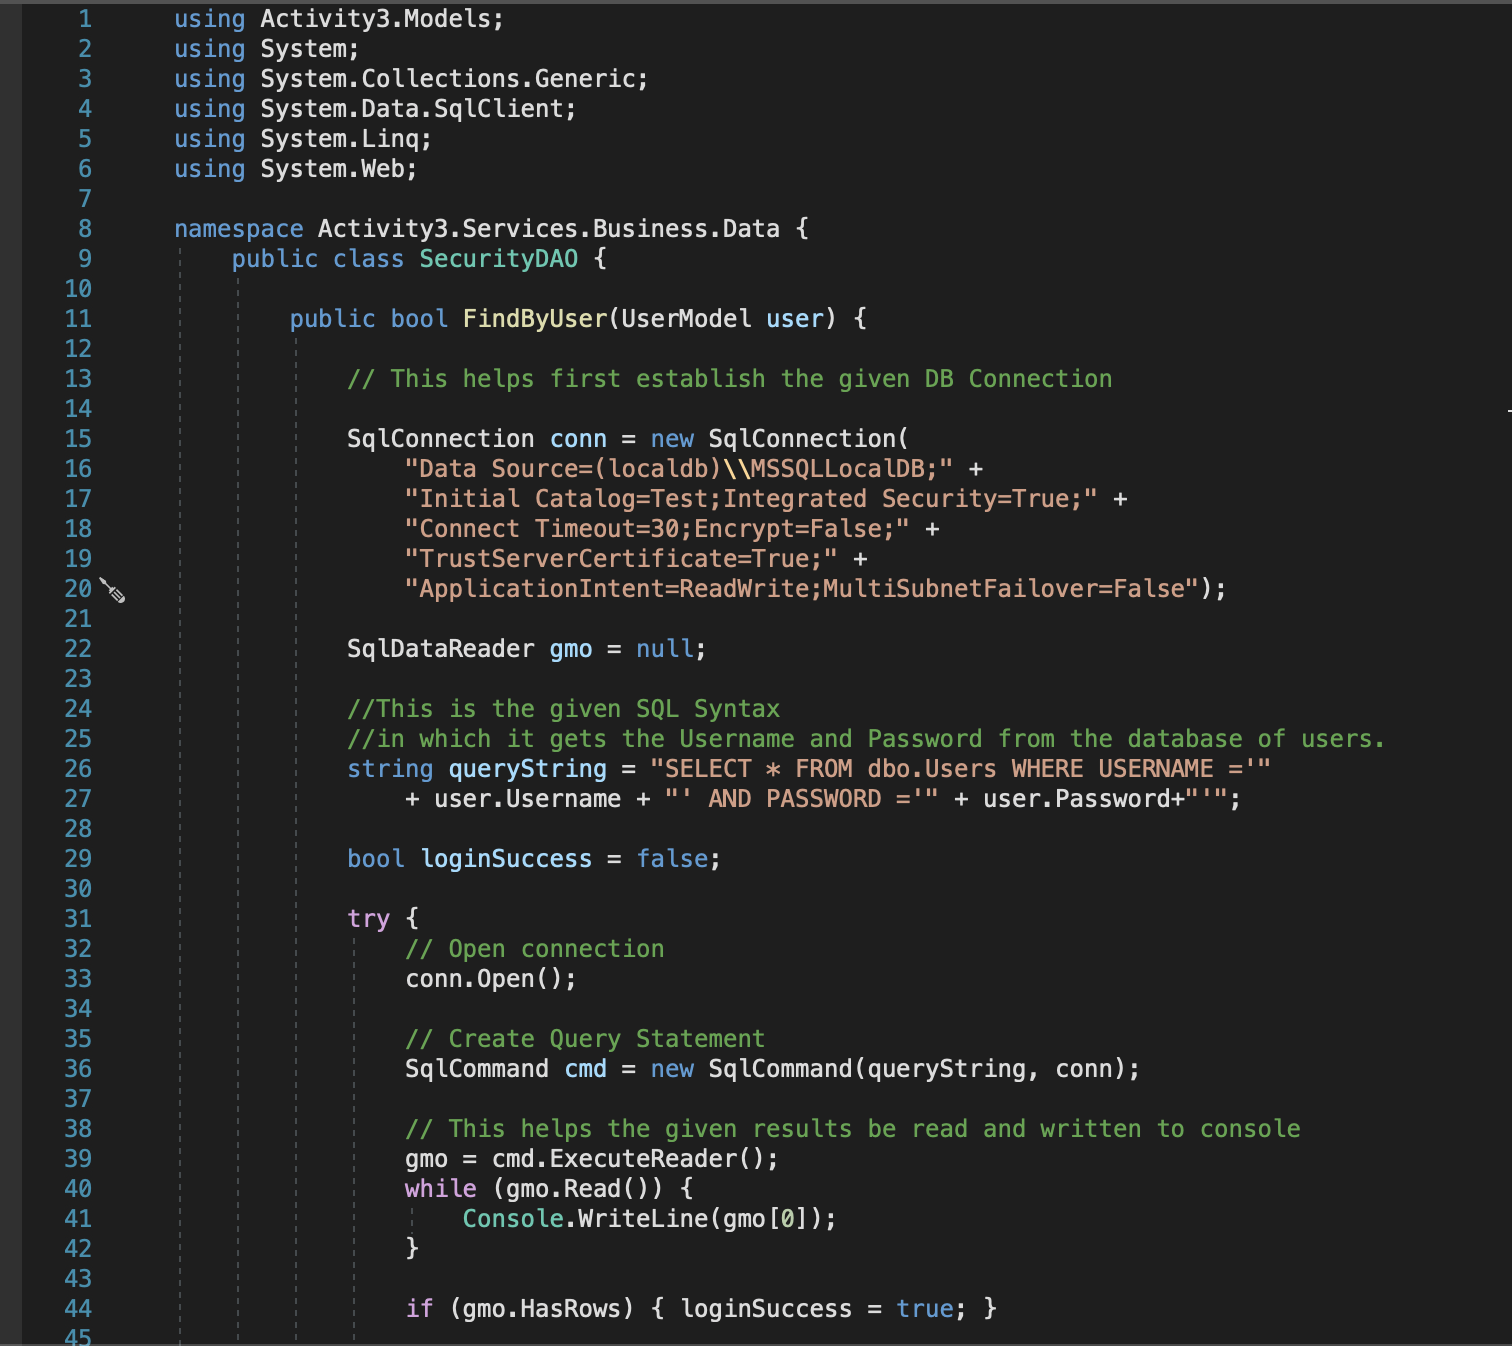 1 using Activity3.Models;
2 using System;
3 using System.Collections.Generic;
4 using System.Data.SqlClient;
5 using System.Linq;
6 using System.Web;
7
8 namespace Activity3.Services.Business.Data {
9 public class SecurityDAO {
10
11 public bool FindByUser(UserModel user) {
12
13 // This helps first establish the given DB Connection
14
15 SqlConnection conn = new SqlConnection(
16 "Data Source=(localdb)\\MSSQLLocalDB;" +
17 "Initial Catalog=Test;Integrated Security=True;" +
18 "Connect Timeout=30;Encrypt=False;" +
19 "TrustServerCertificate=True;" +
20 "ApplicationIntent=ReadWrite;MultiSubnetFailover=False");
21
22 SqlDataReader gmo = null;
23
24 //This is the given SQL Syntax
25 //in which it gets the Username and Password from the database of users.
26 string queryString = "SELECT * FROM dbo.Users WHERE USERNAME ='"
27 + user.Username + "' AND PASSWORD ='" + user.Password+"'";
28
29 bool loginSuccess = false;
30
31 try {
32 // Open connection
33 conn.Open();
34
35 // Create Query Statement
36 SqlCommand cmd = new SqlCommand(queryString, conn);
37
38 // This helps the given results be read and written to console
39 gmo = cmd.ExecuteReader();
40 while (gmo.Read()) {
41 Console.WriteLine(gmo[0]);
42 }
43
44 if (gmo.HasRows) { loginSuccess = true; }
45